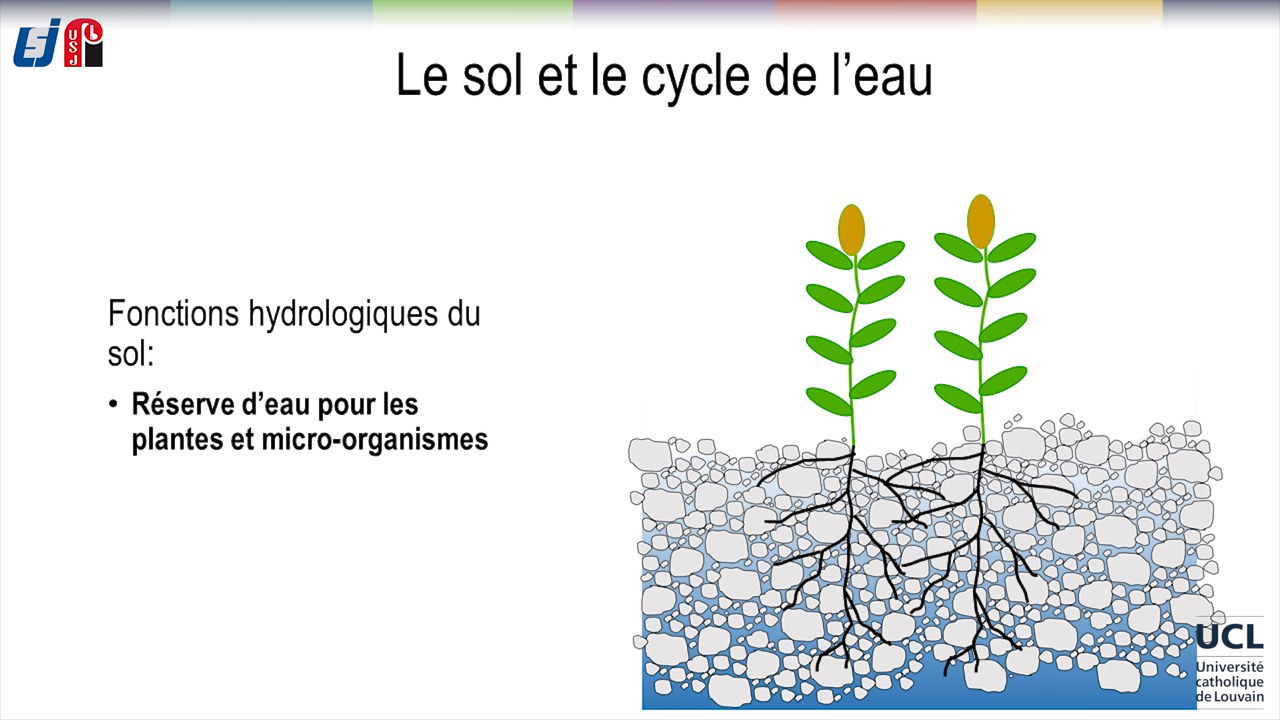 USJ
Le sol et le cycle de l’eau
Fonctions hydrologiques du
sol:
• Réserve d’eau pour les
plantes et micro-organismes
UCL
Université
catholique
de Louvain